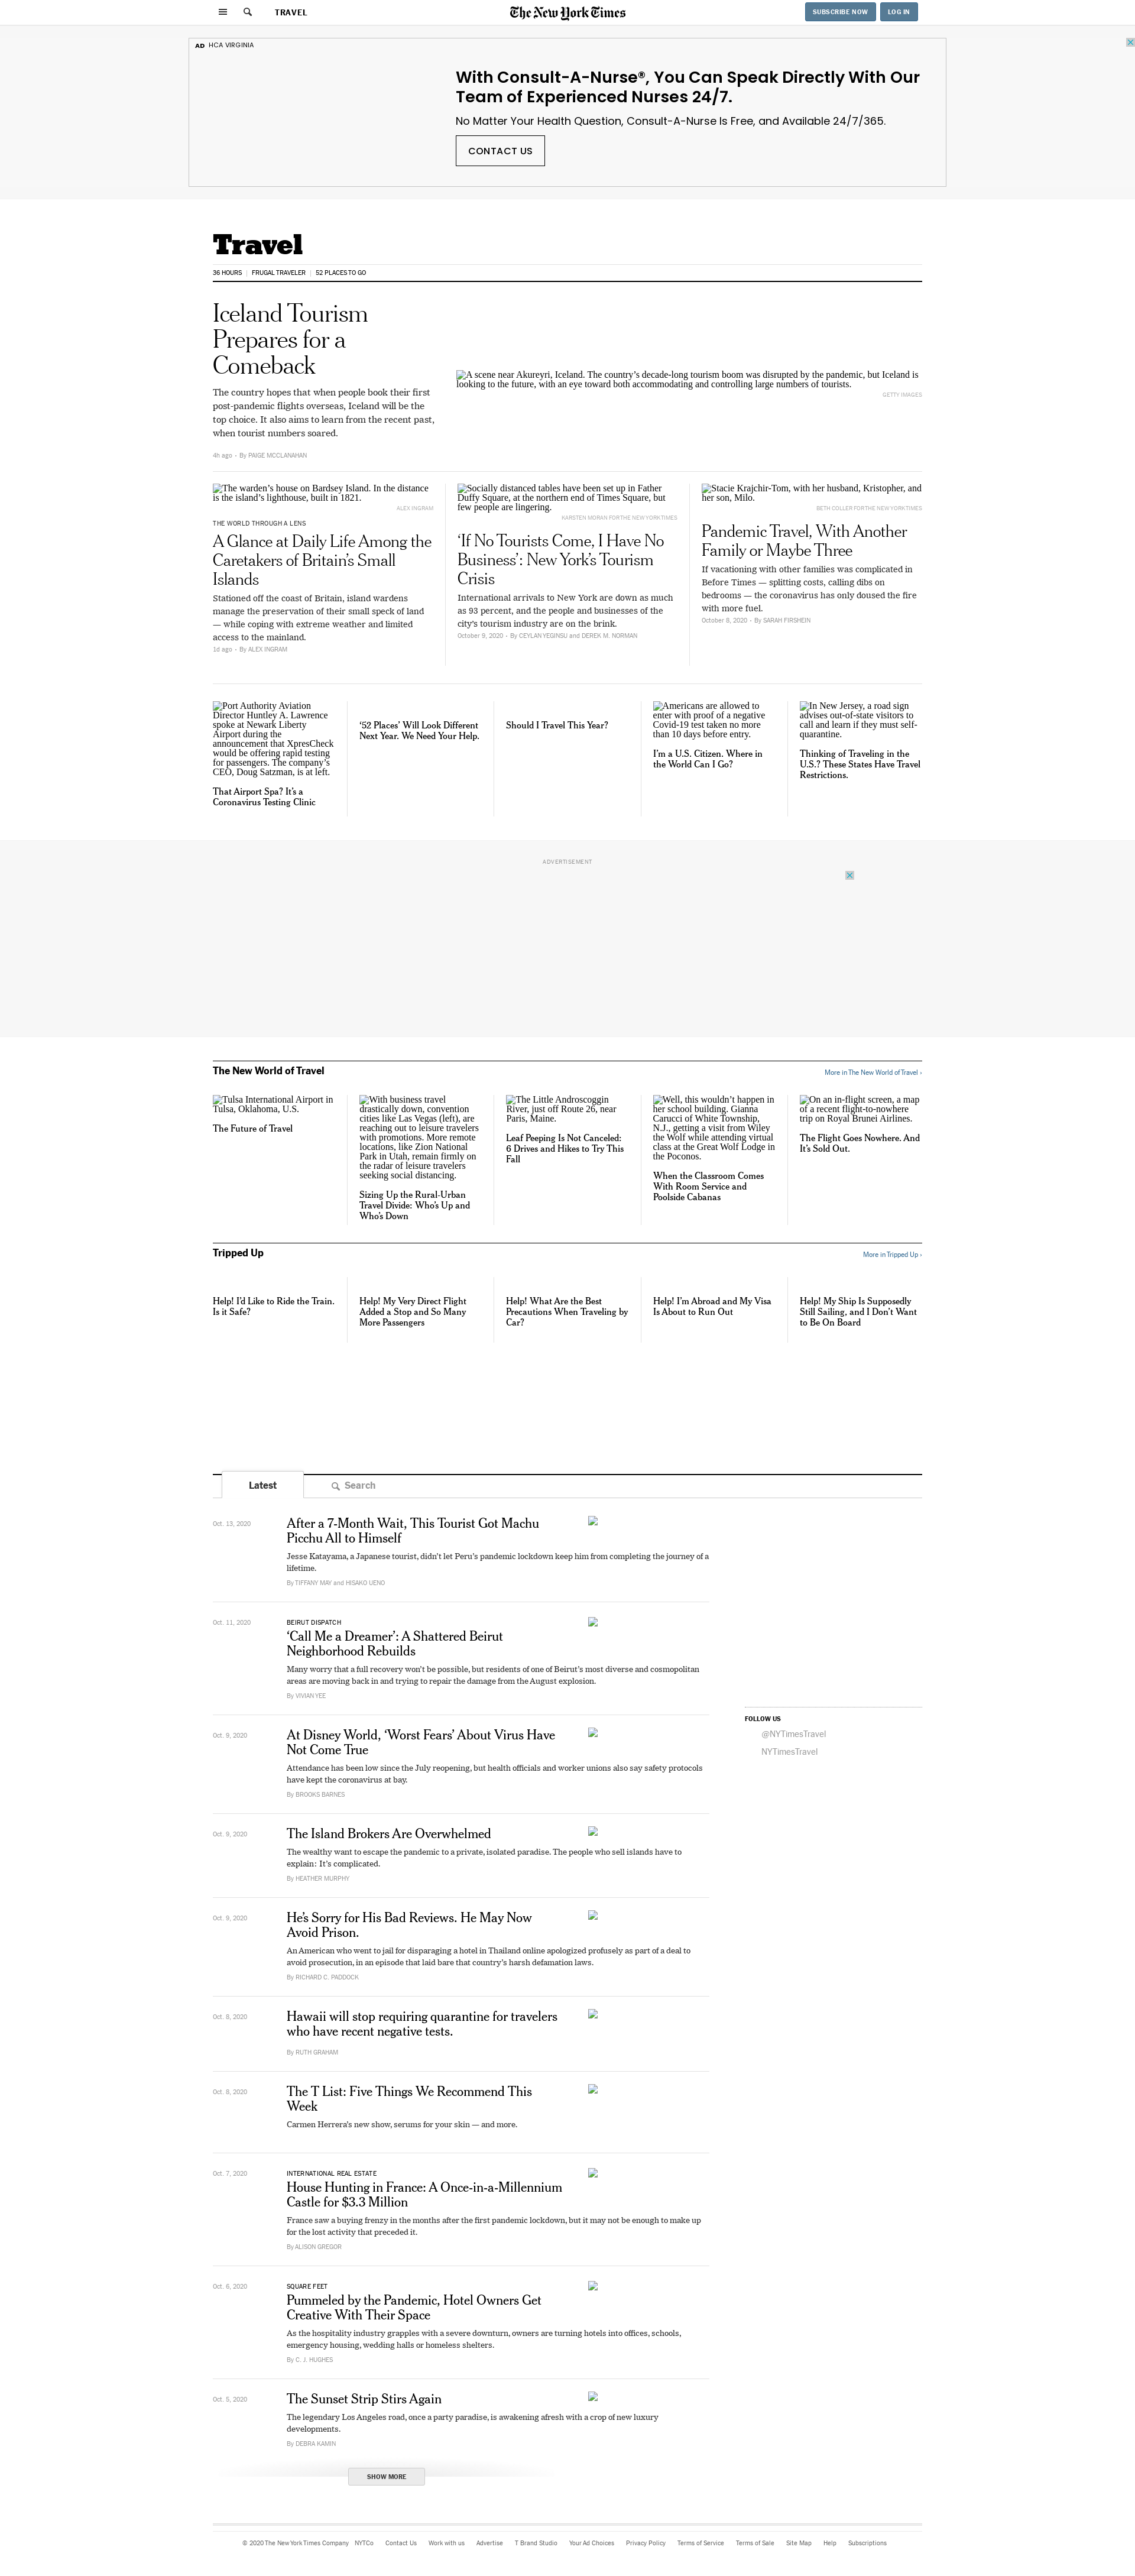 TRAVEL
The New York Times
SUBSCRIBE NOW
LOG IN
AD HCA VIRGINIA
With Consult-A-Nurse®, You Can Speak Directly With Our
Team of Experienced Nurses 24/7.
No Matter Your Health Question, Consult-A-Nurse Is Free, and Available 24/7/365.
CONTACT US
Travel
36 HOURS | FRUGAL TRAVELER | 52 PLACES TO GO
Iceland Tourism
Prepares for a
Comeback
The country hopes that when people book their first
post-pandemic flights overseas, Iceland will be the
top choice. It also aims to learn from the recent past,
when tourist numbers soared.
4h ago - By PAIGE MCCLANAHAN
A scene near Akureyri, Iceland. The country’s decade-long tourism boom was disrupted by the pandemic, but Iceland is
looking to the future, with an eye toward both accommodating and controlling large numbers of tourists.
GETTY IMAGES
The warden’s house on Bardsey Island. In the distance
is the island’s lighthouse, built in 1821.
ALEX INGRAM
THE WORLD THROUGH A LENS
A Glance at Daily Life Among the
Caretakers of Britain’s Small
Islands
Stationed off the coast of Britain, island wardens
manage the preservation of their small speck of land
— while coping with extreme weather and limited
access to the mainland.
1d ago - By ALEX INGRAM
Socially distanced tables have been set up in Father
Duffy Square, at the northern end of Times Square, but
few people are lingering.
KARSTEN MORAN FOR THE NEW YORK TIMES
‘If No Tourists Come, I Have No
Business’: New York’s Tourism
Crisis
International arrivals to New York are down as much
as 93 percent, and the people and businesses of the
city’s tourism industry are on the brink.
October 9, 2020 - By CEYLAN YEGINSU and DEREK M. NORMAN
Stacie Krajchir-Tom, with her husband, Kristopher, and
her son, Milo.
BETH COLLER FOR THE NEW YORK TIMES
Pandemic Travel, With Another
Family or Maybe Three
If vacationing with other families was complicated in
Before Times — splitting costs, calling dibs on
bedrooms — the coronavirus has only doused the fire
with more fuel.
October 8, 2020 - By SARAH FIRSHEIN
Port Authority Aviation
Director Huntley A. Lawrence
spoke at Newark Liberty
Airport during the
announcement that XpresCheck
would be offering rapid testing
for passengers. The company’s
CEO, Doug Satzman, is at left.
That Airport Spa? It’s a
Coronavirus Testing Clinic
‘52 Places’ Will Look Different
Next Year. We Need Your Help.
Should I Travel This Year?
Americans are allowed to
enter with proof of a negative
Covid-19 test taken no more
than 10 days before entry.
I’m a U.S. Citizen. Where in
the World Can I Go?
In New Jersey, a road sign
advises out-of-state visitors to
call and learn if they must self-
quarantine.
Thinking of Traveling in the
U.S.? These States Have Travel
Restrictions.
ADVERTISEMENT
The New World of Travel
More in The New World of Travel ›
Tulsa International Airport in
Tulsa, Oklahoma, U.S.
The Future of Travel
With business travel
drastically down, convention
cities like Las Vegas (left), are
reaching out to leisure travelers
with promotions. More remote
locations, like Zion National
Park in Utah, remain firmly on
the radar of leisure travelers
seeking social distancing.
Sizing Up the Rural-Urban
Travel Divide: Who’s Up and
Who’s Down
The Little Androscoggin
River, just off Route 26, near
Paris, Maine.
Leaf Peeping Is Not Canceled:
6 Drives and Hikes to Try This
Fall
Well, this wouldn’t happen in
her school building. Gianna
Carucci of White Township,
N.J., getting a visit from Wiley
the Wolf while attending virtual
class at the Great Wolf Lodge in
the Poconos.
When the Classroom Comes
With Room Service and
Poolside Cabanas
On an in-flight screen, a map
of a recent flight-to-nowhere
trip on Royal Brunei Airlines.
The Flight Goes Nowhere. And
It’s Sold Out.
Tripped Up
More in Tripped Up ›
Help! I’d Like to Ride the Train.
Is it Safe?
Help! My Very Direct Flight
Added a Stop and So Many
More Passengers
Help! What Are the Best
Precautions When Traveling by
Car?
Help! I’m Abroad and My Visa
Is About to Run Out
Help! My Ship Is Supposedly
Still Sailing, and I Don’t Want
to Be On Board
Latest
Search
Oct. 13, 2020
After a 7-Month Wait, This Tourist Got Machu
Picchu All to Himself
Jesse Katayama, a Japanese tourist, didn’t let Peru’s pandemic lockdown keep him from completing the journey of a
lifetime.
By TIFFANY MAY and HISAKO UENO
Oct. 11, 2020
BEIRUT DISPATCH
‘Call Me a Dreamer’: A Shattered Beirut
Neighborhood Rebuilds
Many worry that a full recovery won’t be possible, but residents of one of Beirut’s most diverse and cosmopolitan
areas are moving back in and trying to repair the damage from the August explosion.
By VIVIAN YEE
FOLLOW US
@NYTimesTravel
NYTimesTravel
Oct. 9, 2020
At Disney World, ‘Worst Fears’ About Virus Have
Not Come True
Attendance has been low since the July reopening, but health officials and worker unions also say safety protocols
have kept the coronavirus at bay.
By BROOKS BARNES
Oct. 9, 2020
The Island Brokers Are Overwhelmed
The wealthy want to escape the pandemic to a private, isolated paradise. The people who sell islands have to
explain: It’s complicated.
By HEATHER MURPHY
Oct. 9, 2020
He’s Sorry for His Bad Reviews. He May Now
Avoid Prison.
An American who went to jail for disparaging a hotel in Thailand online apologized profusely as part of a deal to
avoid prosecution, in an episode that laid bare that country’s harsh defamation laws.
By RICHARD C. PADDOCK
Oct. 8, 2020
Hawaii will stop requiring quarantine for travelers
who have recent negative tests.
By RUTH GRAHAM
Oct. 8, 2020
The T List: Five Things We Recommend This
Week
Carmen Herrera’s new show, serums for your skin — and more.
Oct. 7, 2020
INTERNATIONAL REAL ESTATE
House Hunting in France: A Once-in-a-Millennium
Castle for $3.3 Million
France saw a buying frenzy in the months after the first pandemic lockdown, but it may not be enough to make up
for the lost activity that preceded it.
By ALISON GREGOR
Oct. 6, 2020
SQUARE FEET
Pummeled by the Pandemic, Hotel Owners Get
Creative With Their Space
As the hospitality industry grapples with a severe downturn, owners are turning hotels into offices, schools,
emergency housing, wedding halls or homeless shelters.
By C. J. HUGHES
Oct. 5, 2020
The Sunset Strip Stirs Again
The legendary Los Angeles road, once a party paradise, is awakening afresh with a crop of new luxury
developments.
By DEBRA KAMIN
SHOW MORE
© 2020 The New York Times Company NYTCo Contact Us Work with us Advertise T Brand Studio Your Ad Choices Privacy Policy Terms of Service Terms of Sale Site Map Help Subscriptions